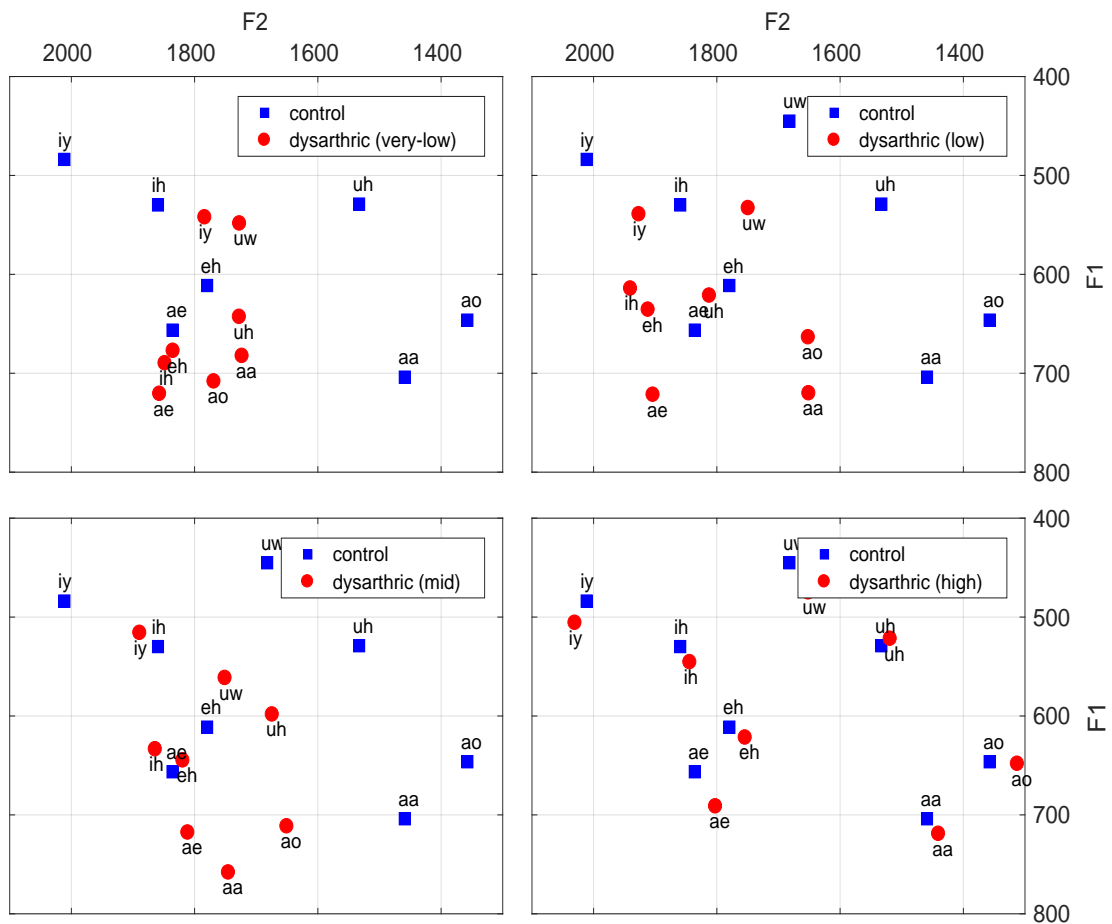 F2 F2
2000 1800 1600 1400 2000 1800 1600 1400
400
control
dysarthric (very-low)
iy
ih
uh
iy
uw
eh
ae
uh
ao
eh
aa
ih
ao
aa
ae
uw
control
dysarthric (low)
iy
ih
uh
iy
uw
eh
ih
eh
ae
uh
ao
ao
aa
ae
aa
500
600
F1
700
800
uw
control
dysarthric (mid)
iy
ih
uh
iy
uw
eh
uh
ih
ae
eh
ao
aa
ae
ao
aa
uw
control
dysarthric (high)
iy
uw
iy
ih
uh
uh
ih
eh
eh
ae
ao
ao
ae
aa
aa
400
500
600
F1
700
800